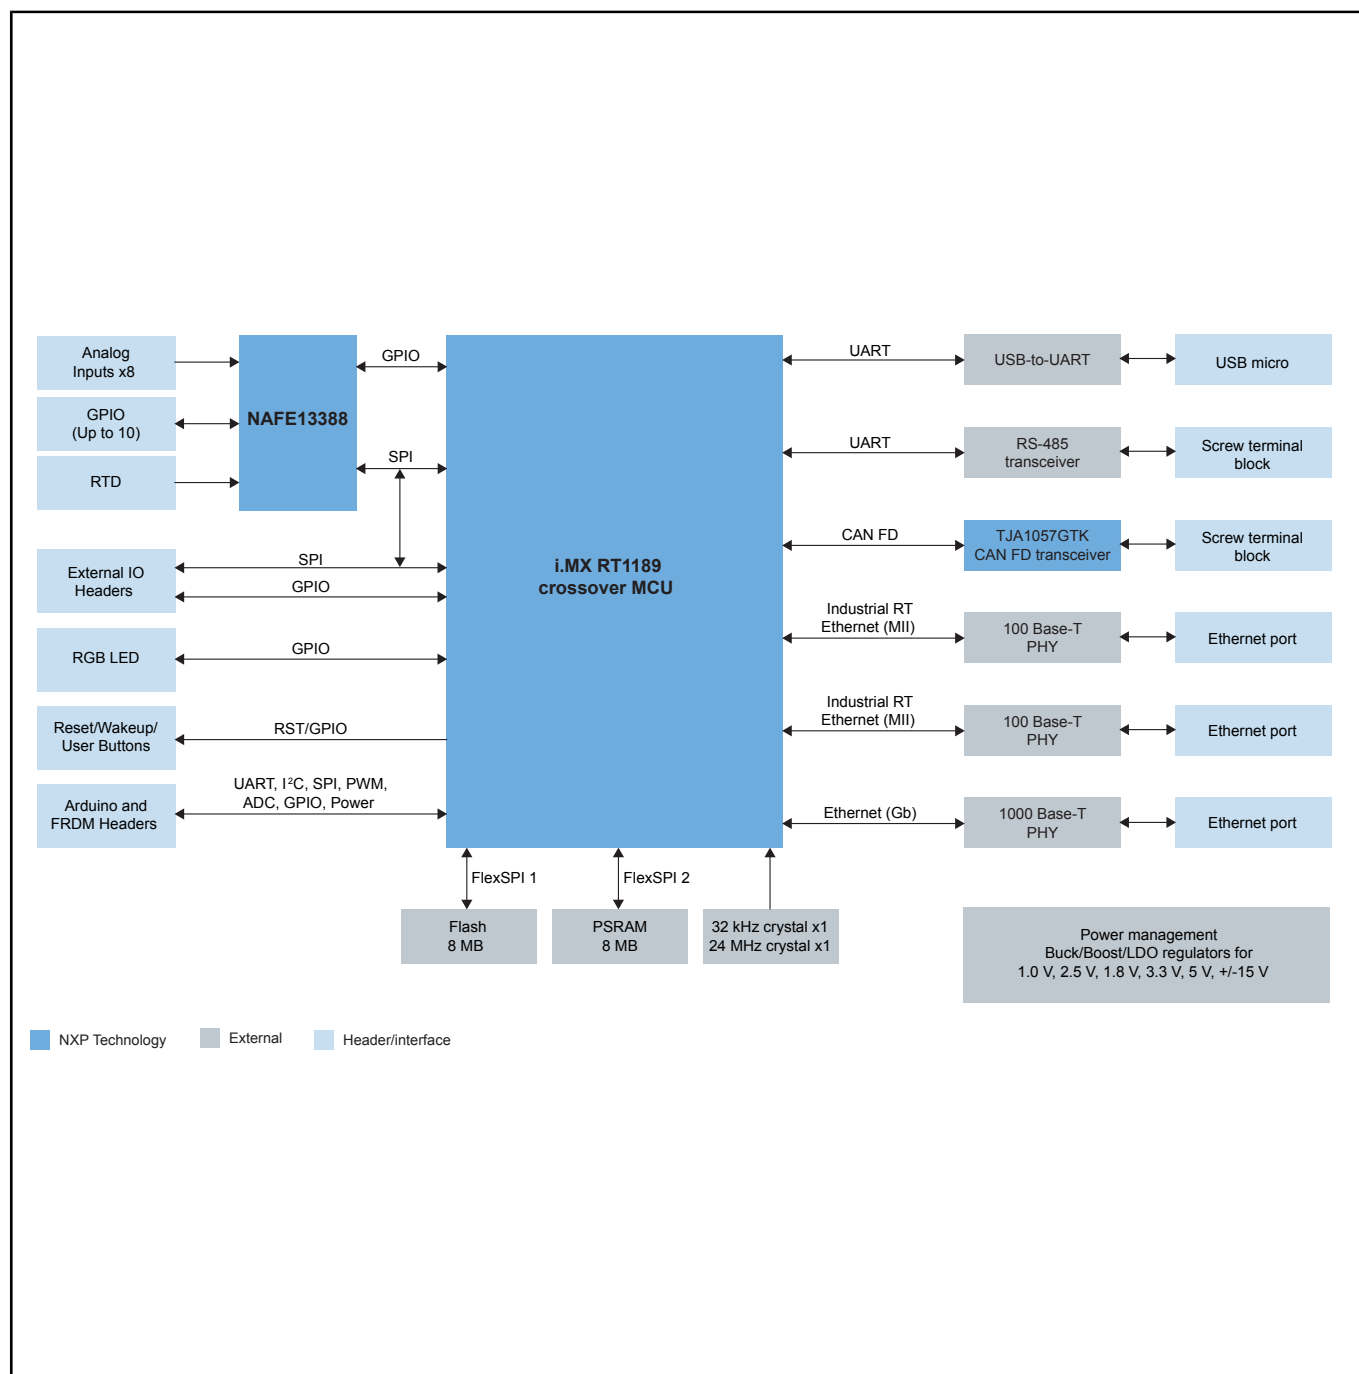 Analog
Inputs x8
GPIO
(Up to 10)
RTD
NAFE13388
GPIO
SPI
External IO
Headers
SPI
GPIO
RGB LED
GPIO
Reset/Wakeup/
User Buttons
RST/GPIO
Arduino and
FRDM Headers
UART, I²C, SPI, PWM,
ADC, GPIO, Power
i.MX RT1189
crossover MCU
UART
USB-to-UART
USB micro
UART
RS-485
transceiver
Screw terminal
block
CAN FD
TJA1057GTK
CAN FD transceiver
Screw terminal
block
Industrial RT
Ethernet (MII)
100 Base-T
PHY
Ethernet port
Industrial RT
Ethernet (MII)
100 Base-T
PHY
Ethernet port
Ethernet (Gb)
1000 Base-T
PHY
Ethernet port
FlexSPI 1
FlexSPI 2
Flash
8 MB
PSRAM
8 MB
32 kHz crystal x1
24 MHz crystal x1
Power management
Buck/Boost/LDO regulators for
1.0 V, 2.5 V, 1.8 V, 3.3 V, 5 V, +/-15 V
NXP Technology
External
Header/interface